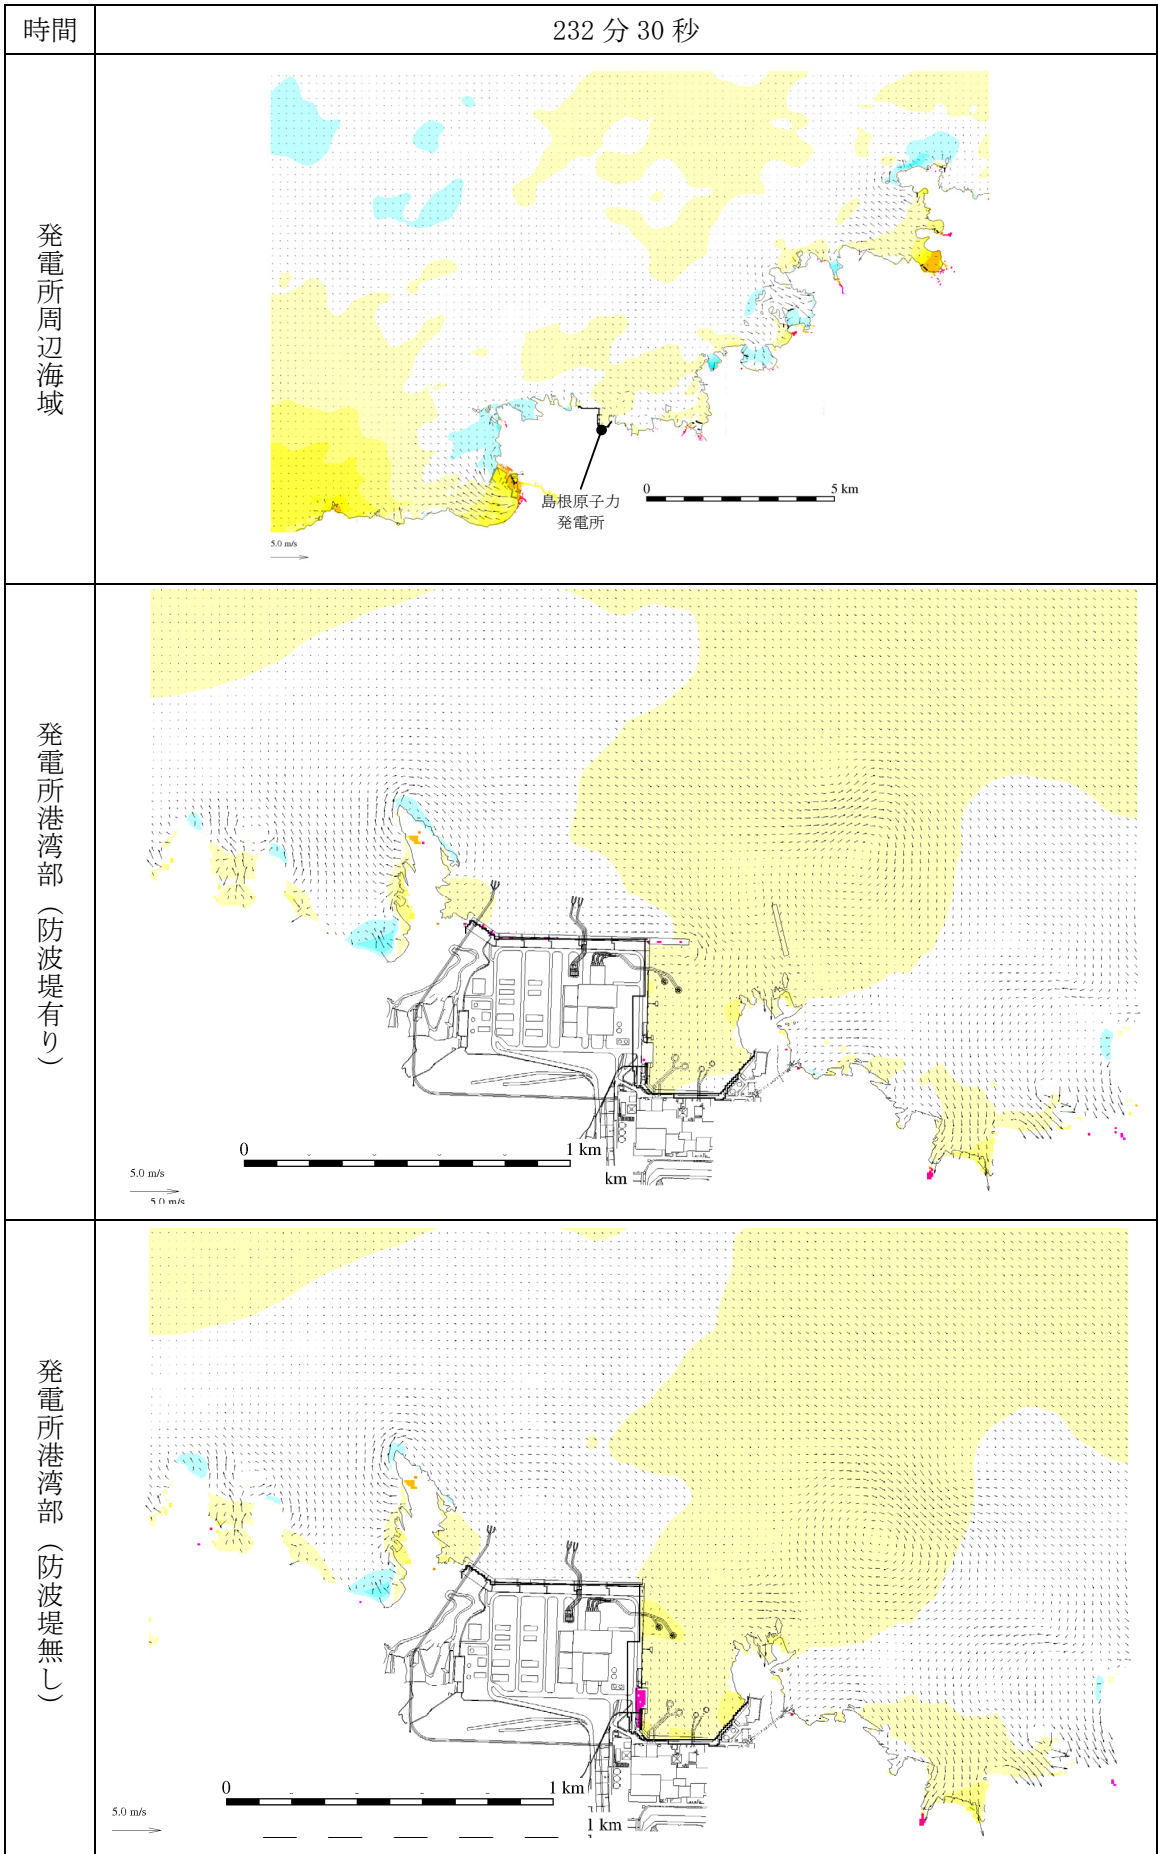 時間
232 分 30 秒
発電所周辺海域
島根原子力
発電所
0
5 km
5.0 m/s
発電所港湾部（防波堤有り）
0
1 km
km
5.0 m/s
5.0 m/s
発電所港湾部（防波堤無し）
0
1 km
1 km
5.0 m/s